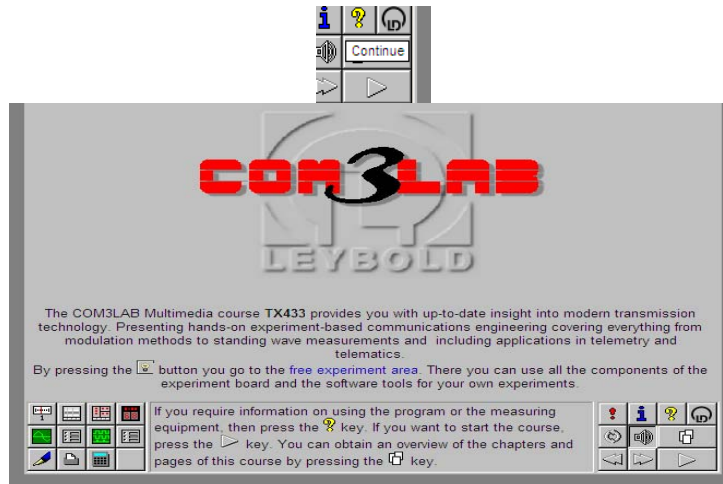 Continue
COM3LAB
LEYBOLD
The COM3LAB Multimedia course TX433 provides you with up-to-date insight into modern transmission
technology. Presenting hands-on experiment-based communications engineering covering everything from
modulation methods to standing wave measurements and including applications in telemetry and
telematics.
By pressing the button you go to the free experiment area. There you can use all the components of the
experiment board and the software tools for your own experiments.
If you require information on using the program or the measuring
equipment, then press the ? key. If you want to start the course,
press the key. You can obtain an overview of the chapters and
pages of this course by pressing the key.